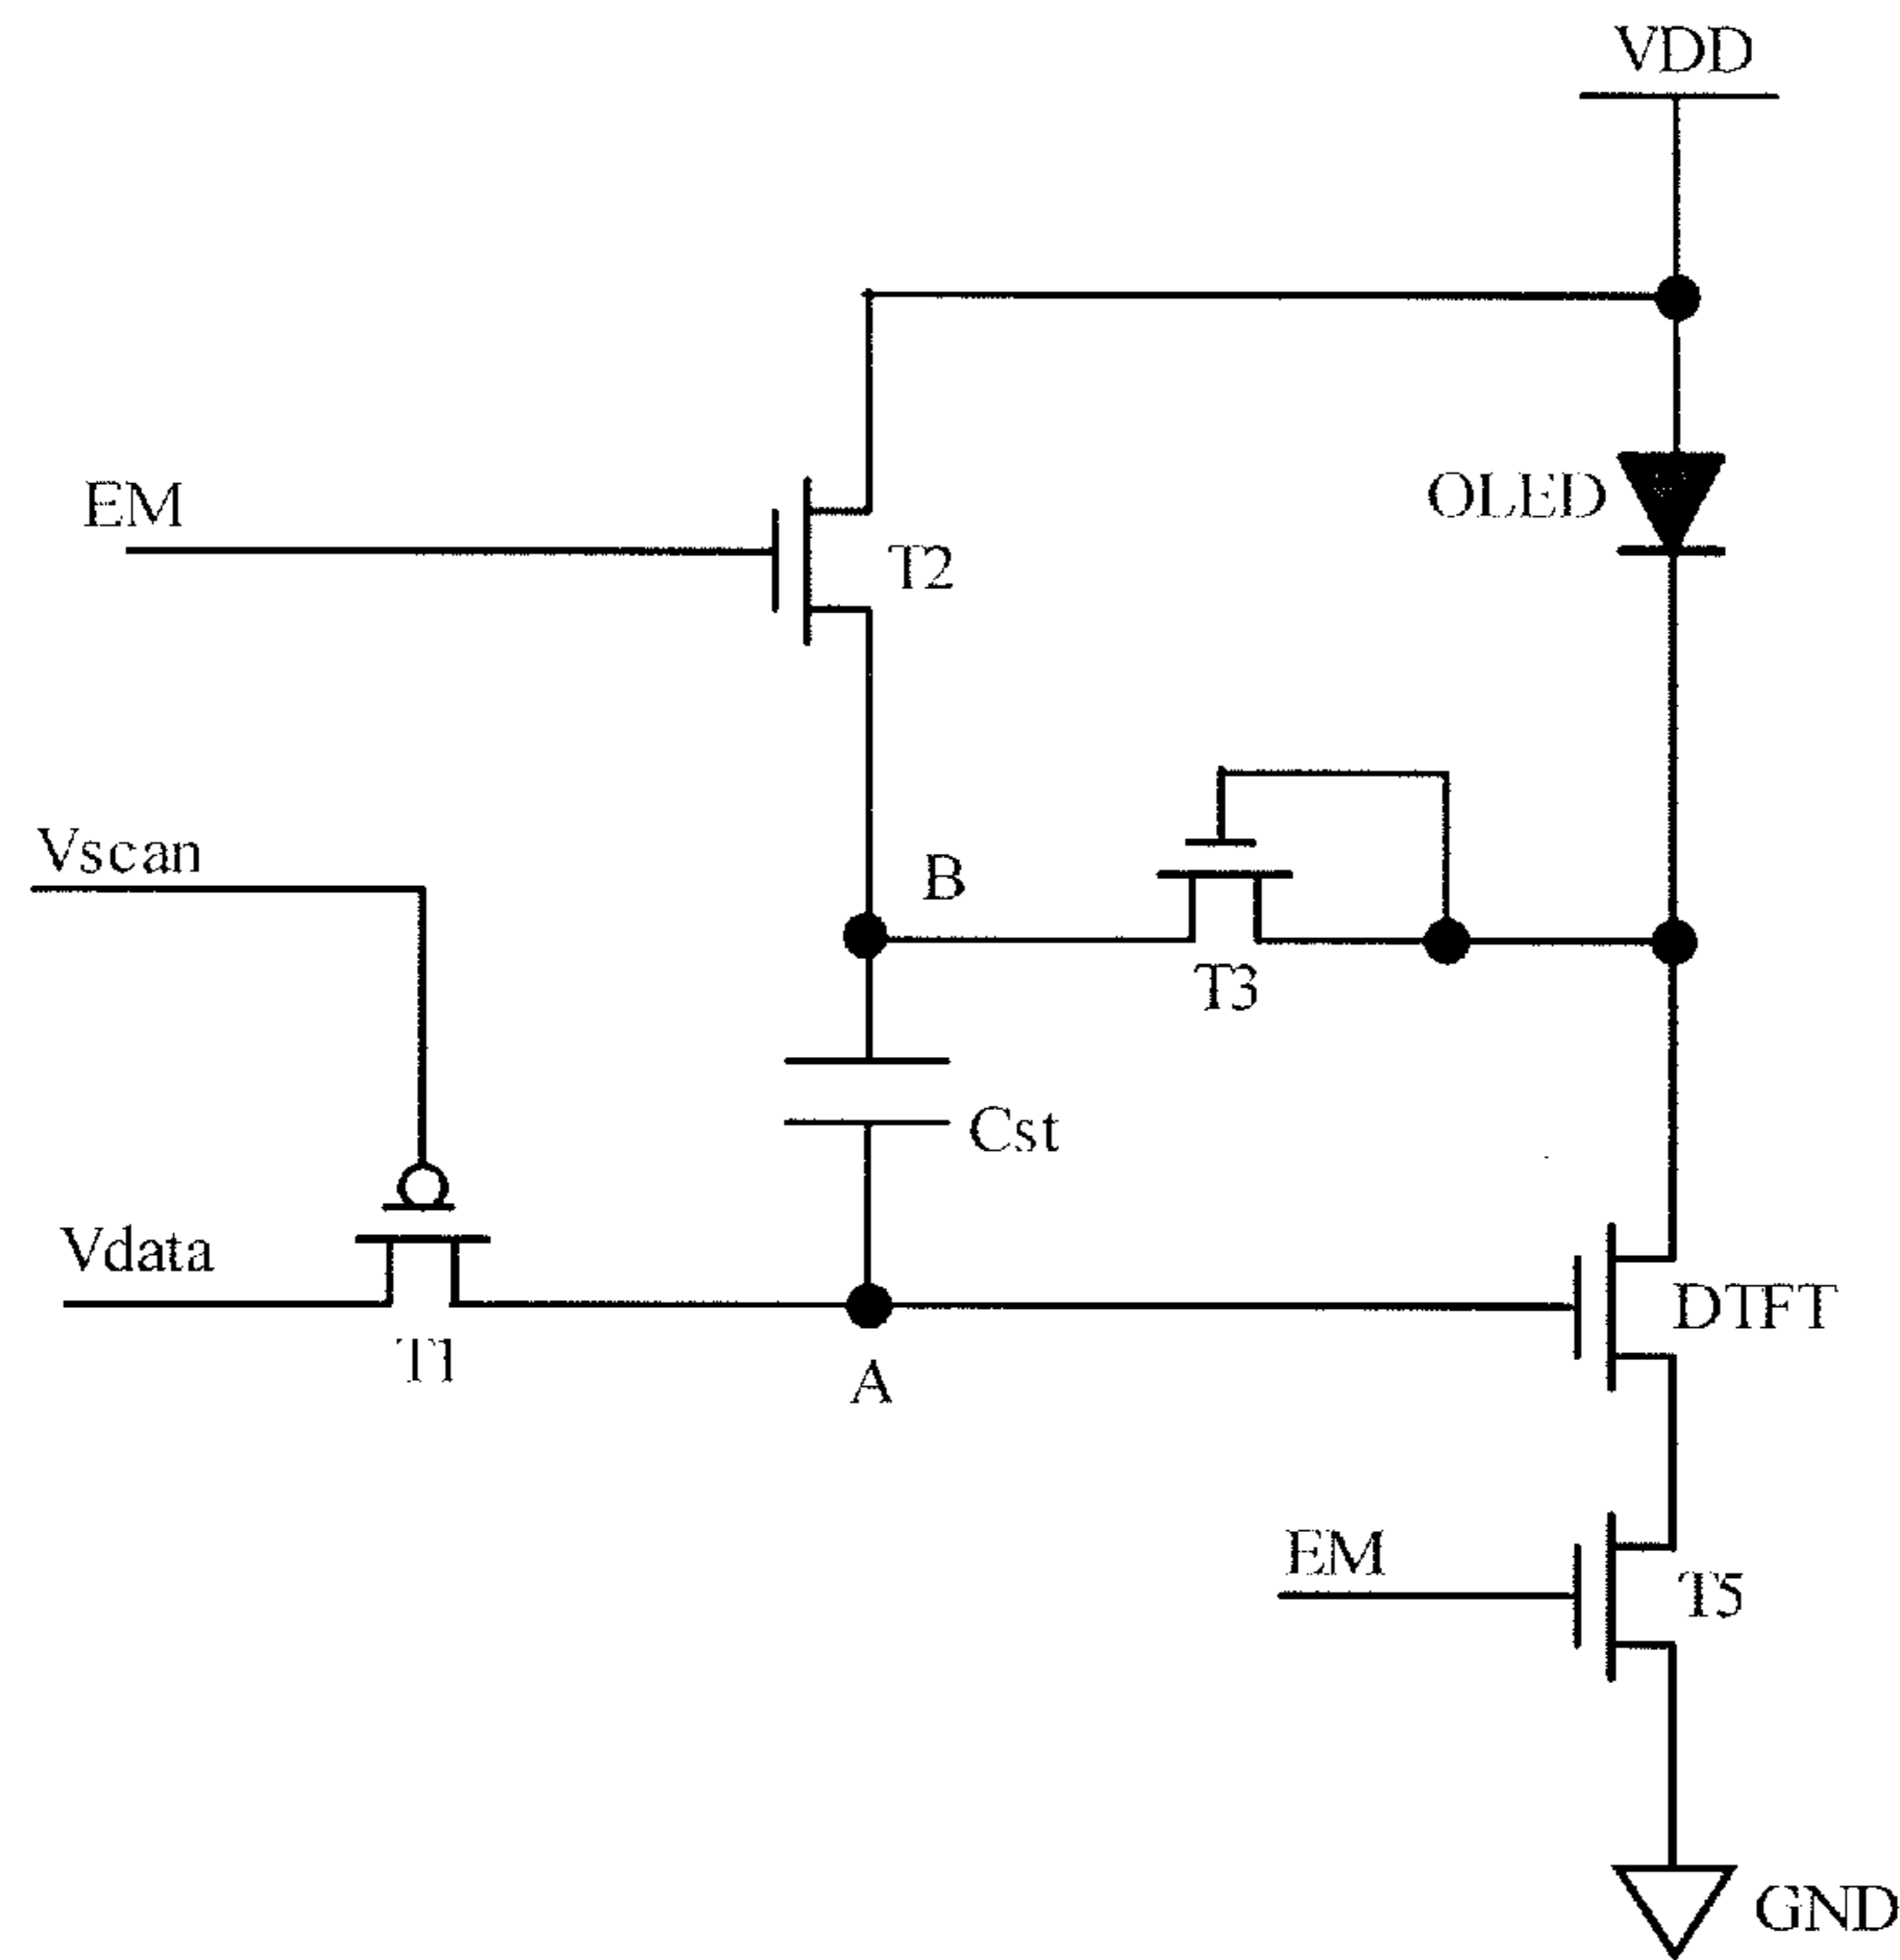 VDD
OLED
EM
T2
Vscan
B
T3
Cst
Vdata
T1
A
DTFT
EM
T5
GND